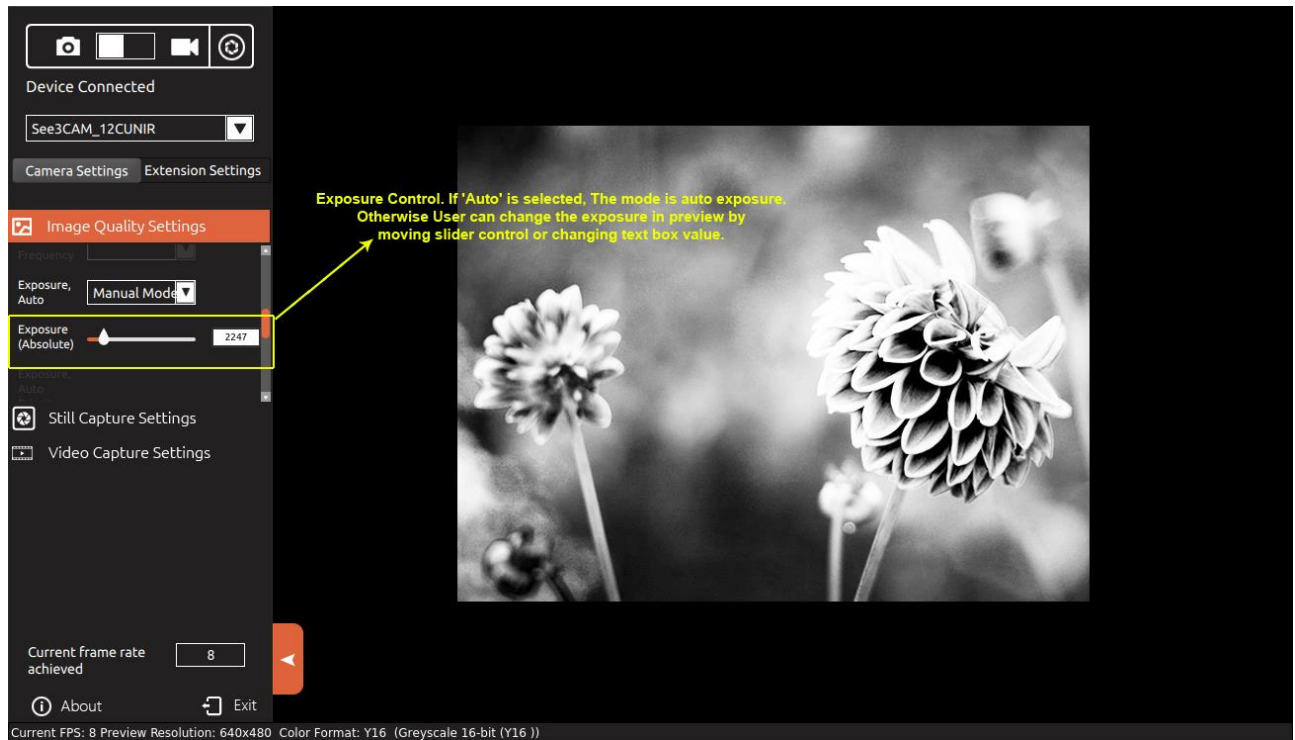 Device Connected
See3CAM_12CUNIR
Camera Settings Extension Settings
Exposure Control. If 'Auto' is selected, The mode is auto exposure.
Otherwise User can change the exposure in preview by
moving slider control or changing text box value.
Image Quality Settings
Frequency
Exposure,
Auto
Manual Mode
Exposure
(Absolute)
2247
Exposure,
Auto
Still Capture Settings
Video Capture Settings
Current frame rate
achieved
8
About
Exit
Current FPS: 8 Preview Resolution: 640x480 Color Format: Y16 (Greyscale 16-bit (Y16 ))